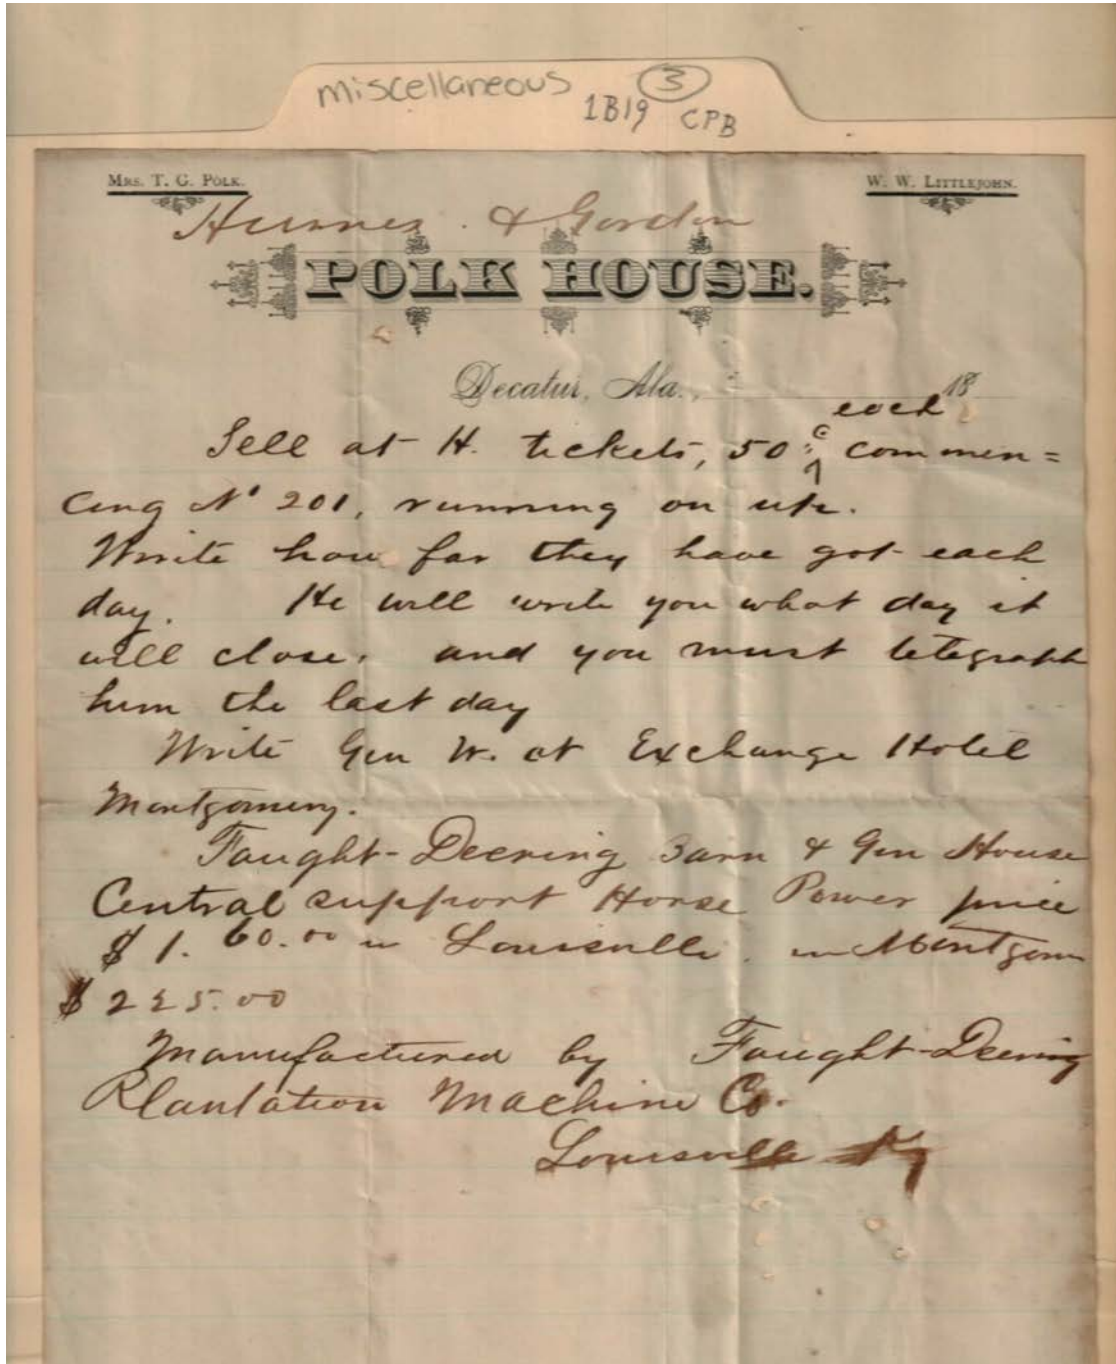 miscellaneous 3
1B19 CPB
MRS. T. G. POLK. W. W. LITTLEJOHN.
& Gordon
POLK HOUSE.
Decatur, Ala., 18
each
Sell at H. tickets, 50 c commen=
cing No 201, running on up.
Write how far they have got each
day. He will write you what day it
will close. and you must telegraph
him the last day
Write Gen W. at Exchange Hotel
Montgomery.
Faught-Deering Barn & Gin House
Central support Horse Power price
$ 1. 60.00 in Louisville. in Montgom
$ 225.00
Manufactured by Faught-Deering
Plantation Machine Co.
Louisville Ky